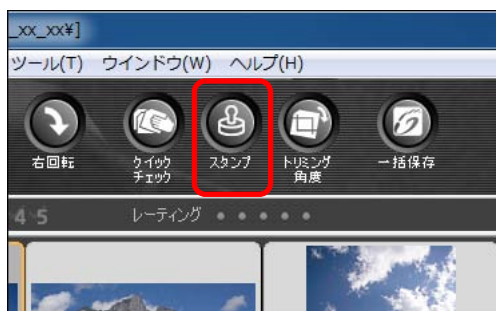 _xx_xx¥]
ツール(T) ウインドウ(W) ヘルプ(H)
右回転
クイック
チェック
スタンプ
トリミング
角度
一括保存
4 5 レーティング